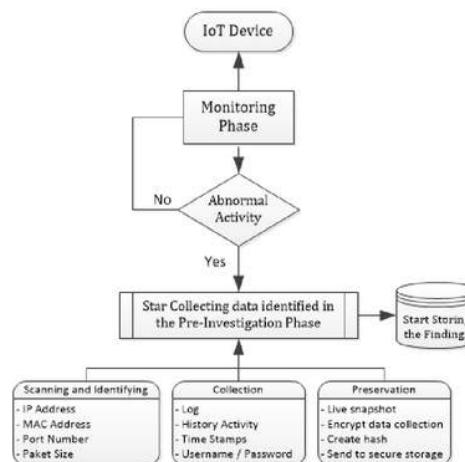 IoT Device
Monitoring
Phase
No
Abnormal
Activity
Yes
Star Collecting data identified in
the Pre-Investigation Phase
Start Storing
the Finding
Scanning and Identifying
- IP Address
- MAC Address
- Port Number
- Paket Size
Collection
- Log
- History Activity
- Time Stamps
- Username / Password
Preservation
- Live snapshot
- Encrypt data collection
- Create hash
- Send to secure storage